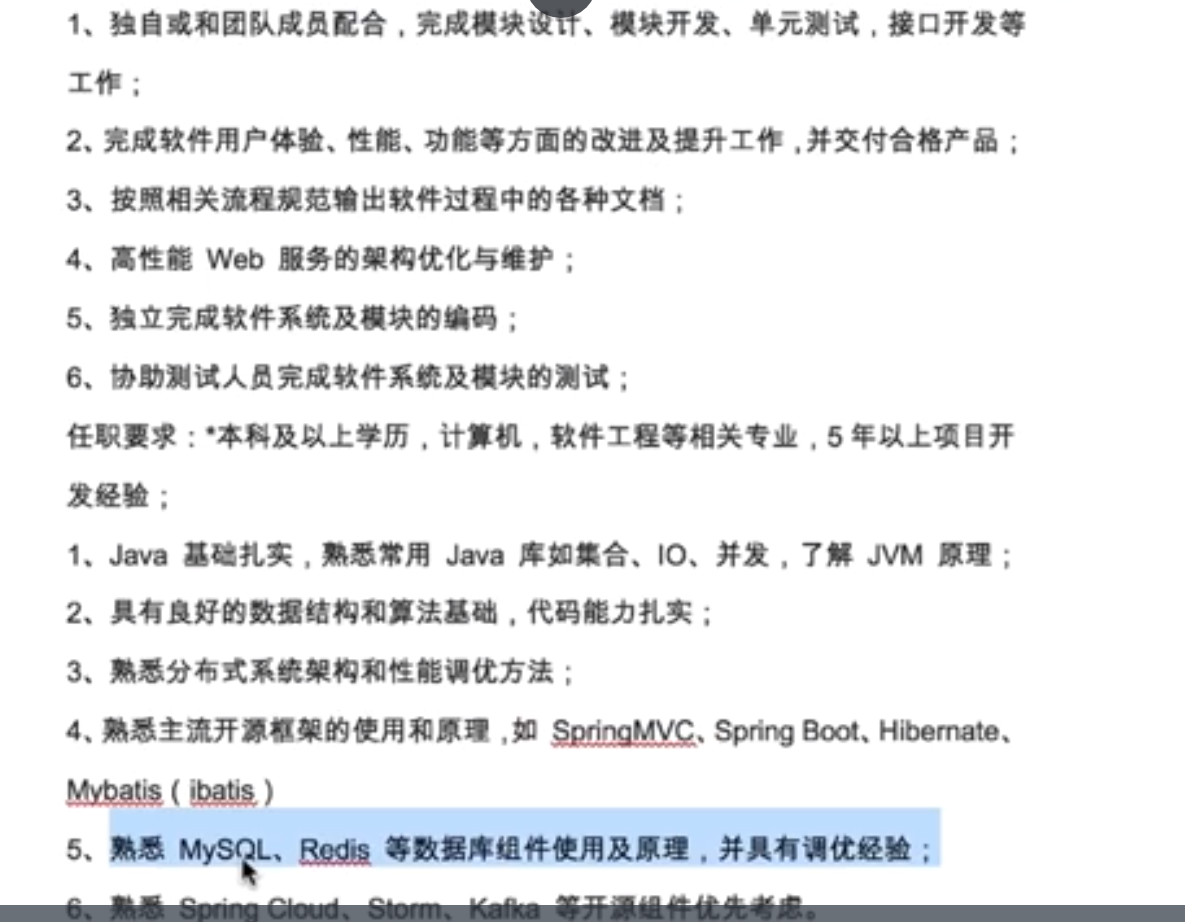 1、独自或和团队成员配合，完成模块设计、模块开发、单元测试，接口开发等
工作；
2、完成软件用户体验、性能、功能等方面的改进及提升工作，并交付合格产品；
3、按照相关流程规范输出软件过程中的各种文档；
4、高性能 Web 服务的架构优化与维护；
5、独立完成软件系统及模块的编码；
6、协助测试人员完成软件系统及模块的测试；
任职要求：*本科及以上学历，计算机，软件工程等相关专业，5 年以上项目开
发经验；
1、Java 基础扎实，熟悉常用 Java 库如集合、IO、并发，了解 JVM 原理；
2、具有良好的数据结构和算法基础，代码能力扎实；
3、熟悉分布式系统架构和性能调优方法；
4、熟悉主流开源框架的使用和原理，如 SpringMVC、Spring Boot、Hibernate、
Mybatis（ibatis）
5、熟悉 MySQL、Redis 等数据库组件使用及原理，并具有调优经验；
6、熟悉 Spring Cloud、Storm、Kafka 等开源组件优先考虑。